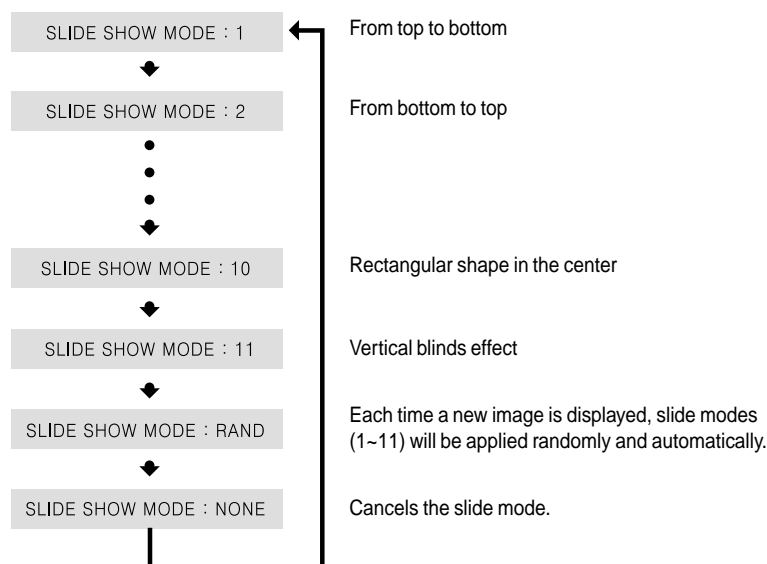 SLIDE SHOW MODE : 1
From top to bottom
SLIDE SHOW MODE : 2
From bottom to top
SLIDE SHOW MODE : 10
Rectangular shape in the center
SLIDE SHOW MODE : 11
Vertical blinds effect
SLIDE SHOW MODE : RAND
Each time a new image is displayed, slide modes
(1~11) will be applied randomly and automatically.
SLIDE SHOW MODE : NONE
Cancels the slide mode.